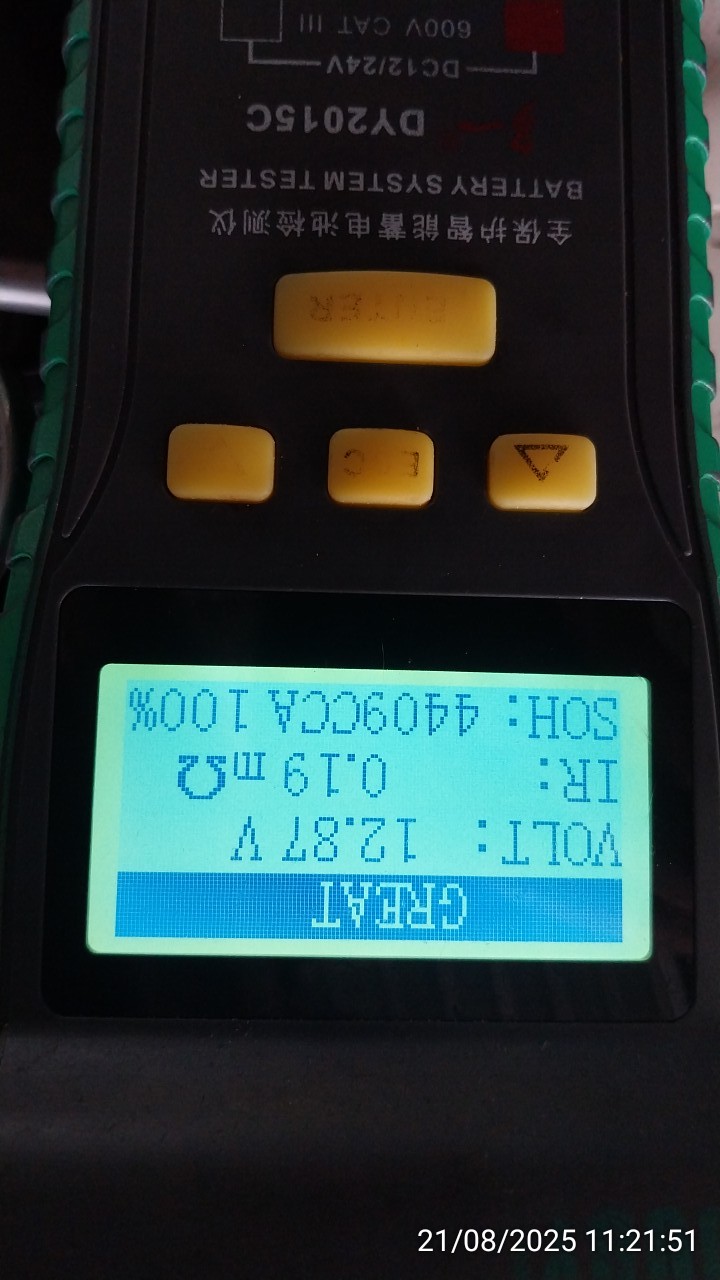 GREAT
VOLT: 12.87 V
IR: 0.19 mΩ
SOH: 4409CCA 100%
E C
全保护智能蓄电池检测仪
BATTERY SYSTEM TESTER
DY2015C
DC12/24V
600V CAT III
21/08/2025 11:21:51